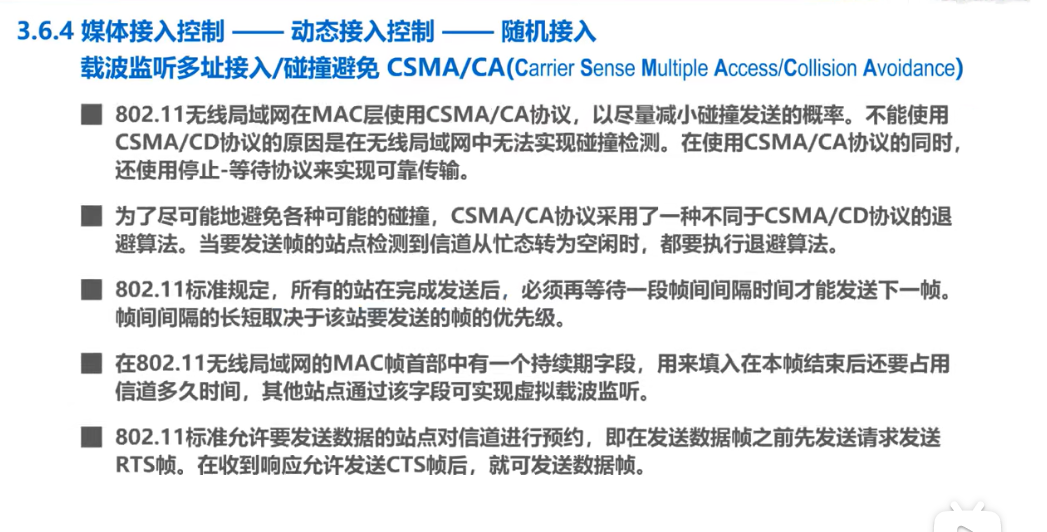 3.6.4 媒体接入控制 —— 动态接入控制 —— 随机接入
载波监听多址接入/碰撞避免 CSMA/CA(Carrier Sense Multiple Access/Collision Avoidance)
802.11无线局域网在MAC层使用CSMA/CA协议，以尽量减小碰撞发送的概率。不能使用
CSMA/CD协议的原因是在无线局域网中无法实现碰撞检测。在使用CSMA/CA协议的同时，
还使用停止-等待协议来实现可靠传输。
为了尽可能地避免各种可能的碰撞，CSMA/CA协议采用了一种不同于CSMA/CD协议的退
避算法。当要发送帧的站点检测到信道从忙态转为空闲时，都要执行退避算法。
802.11标准规定，所有的站在完成发送后，必须再等待一段帧间间隔时间才能发送下一帧。
帧间间隔的长短取决于该站要发送的帧的优先级。
在802.11无线局域网的MAC帧首部中有一个持续期字段，用来填入在本帧结束后还要占用
信道多久时间，其他站点通过该字段可实现虚拟载波监听。
802.11标准允许要发送数据的站点对信道进行预约，即在发送数据帧之前先发送请求发送
RTS帧。在收到响应允许发送CTS帧后，就可发送数据帧。